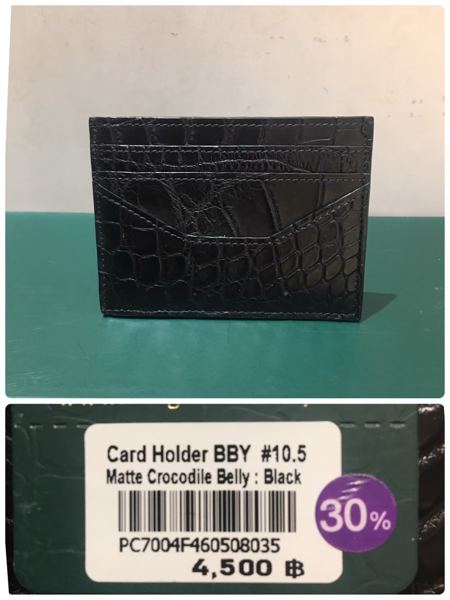 Card Holder BBY #10.5
Matte Crocodile Belly : Black
30%
PC7004F460508035
4,500 ฿